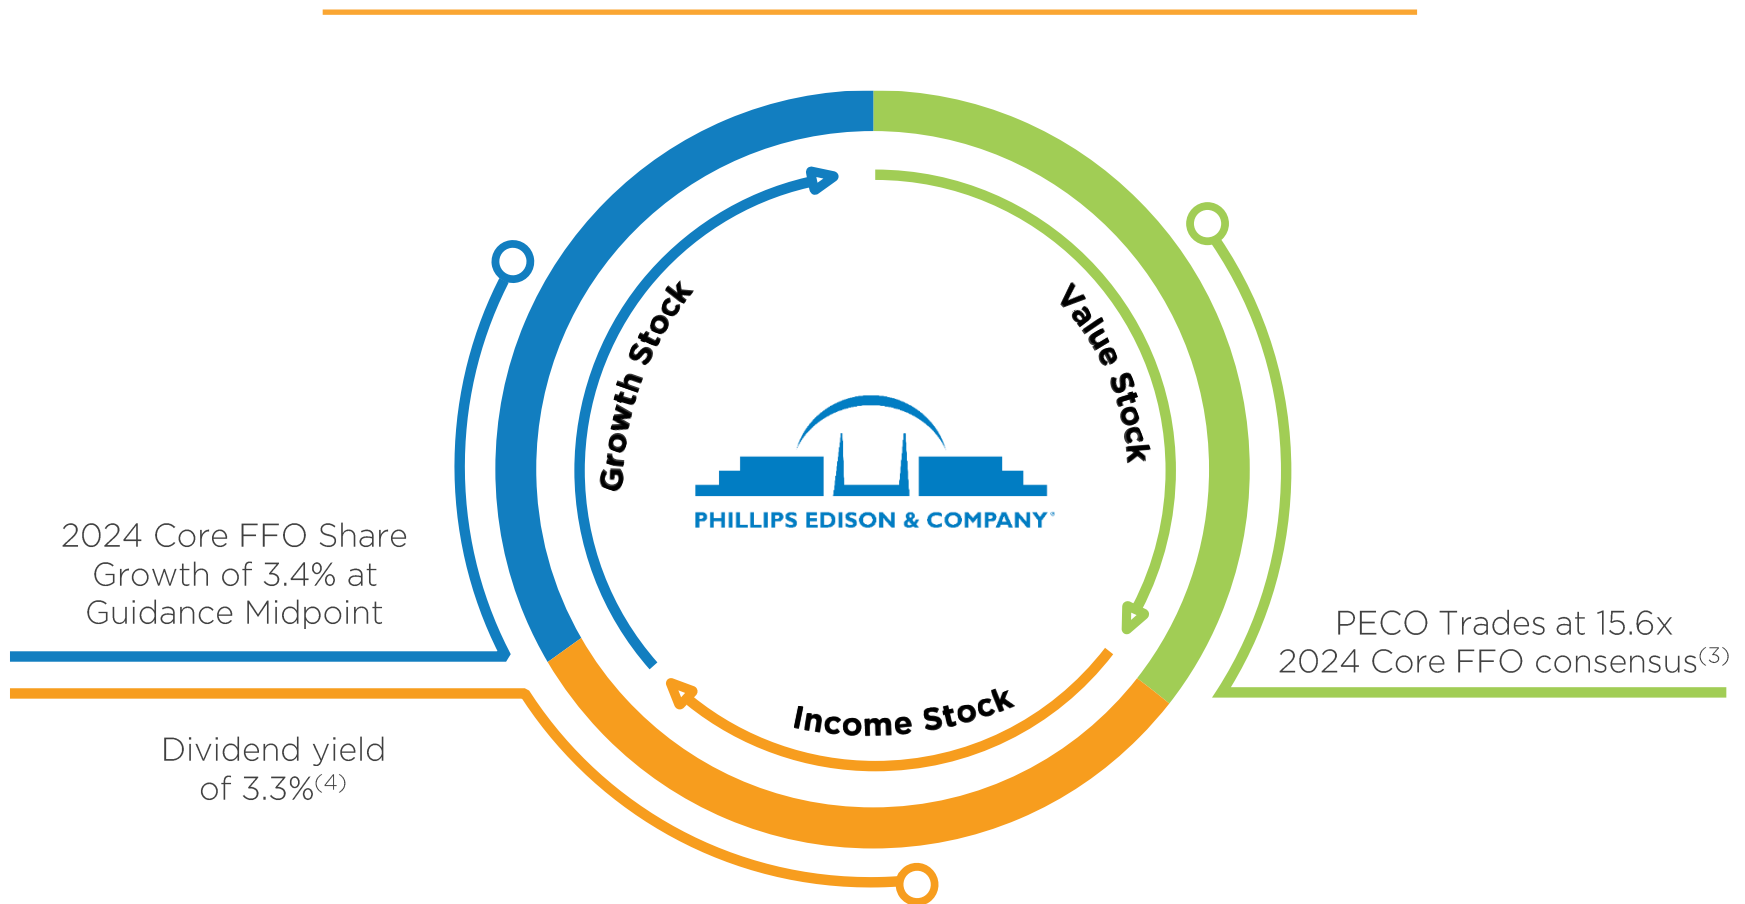 Growth Stock
Value Stock
Income Stock
PHILLIPS EDISON & COMPANY®
2024 Core FFO Share
Growth of 3.4% at
Guidance Midpoint
Dividend yield
of 3.3%(4)
PECO Trades at 15.6x
2024 Core FFO consensus(3)